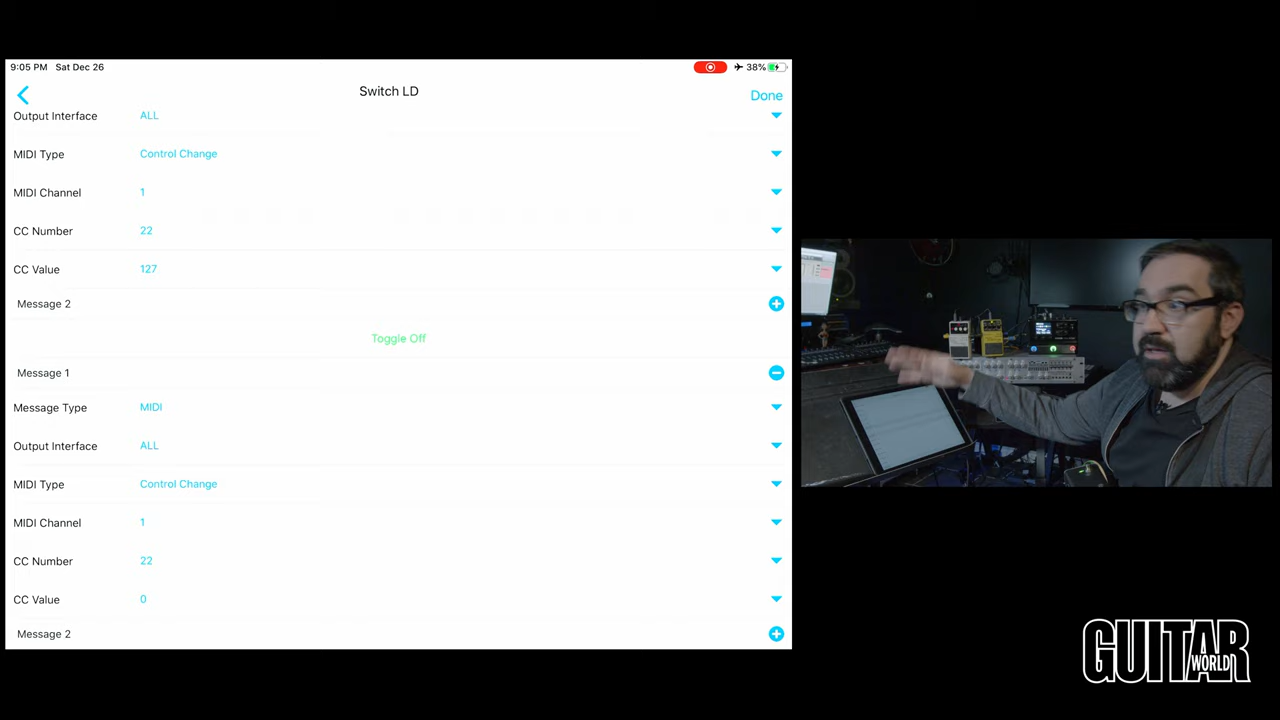 9:05 PM Sat Dec 26
38%
Switch LD
Done
Output Interface ALL
MIDI Type Control Change
MIDI Channel 1
CC Number 22
CC Value 127
Message 2
Toggle Off
Message 1
Message Type MIDI
Output Interface ALL
MIDI Type Control Change
MIDI Channel 1
CC Number 22
CC Value 0
Message 2
GUITAR
WORLD